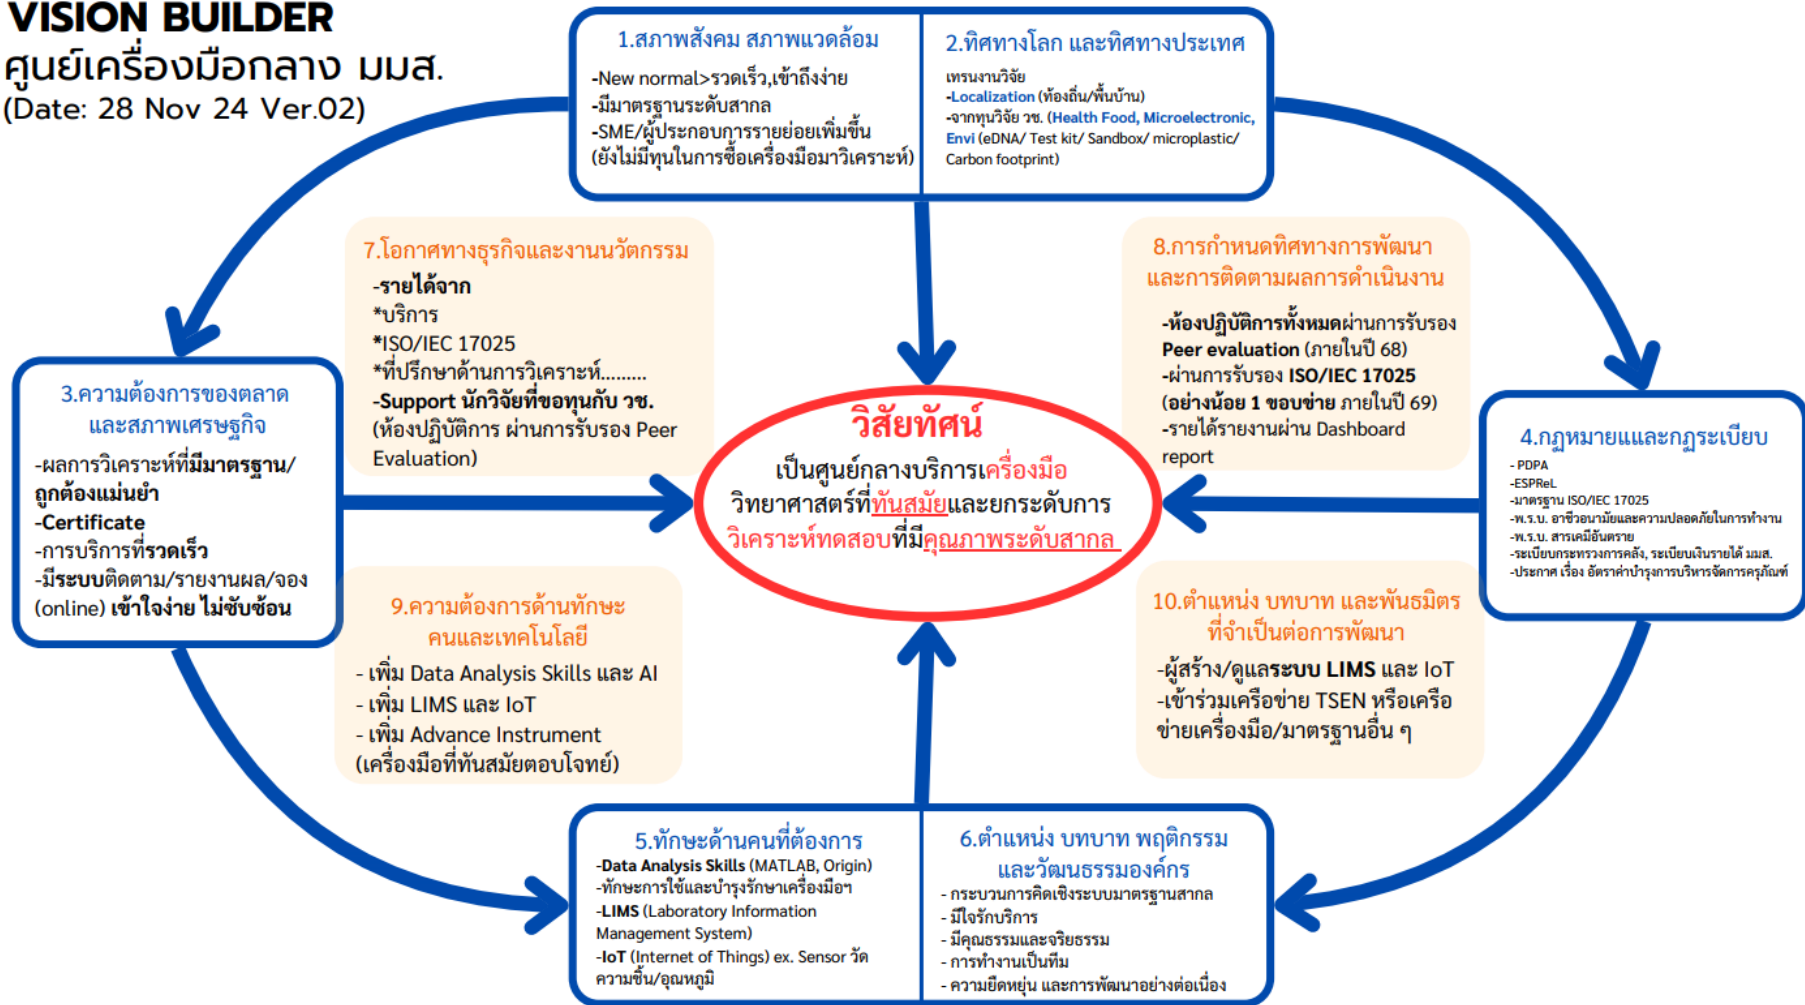 VISION BUILDER
ศูนย์เครื่องมือกลาง มมส.
(Date: 28 Nov 24 Ver.02)
1.สภาพสังคม สภาพแวดล้อม
-New normal>รวดเร็ว,เข้าถึงง่าย
-มีมาตรฐานระดับสากล
-SME/ผู้ประกอบการรายย่อยเพิ่มขึ้น
(ยังไม่มีทุนในการซื้อเครื่องมือมาวิเคราะห์)
2.ทิศทางโลก และทิศทางประเทศ
เทรนงานวิจัย
-Localization (ท้องถิ่น/พื้นบ้าน)
-จากทุนวิจัย วช. (Health Food, Microelectronic,
Envi (eDNA/ Test kit/ Sandbox/ microplastic/
Carbon footprint)
7.โอกาศทางธุรกิจและงานนวัตกรรม
-รายได้จาก
*บริการ
*ISO/IEC 17025
*ที่ปรึกษาด้านการวิเคราะห์.........
-Support นักวิจัยที่ขอทุนกับ วช.
(ห้องปฏิบัติการ ผ่านการรับรอง Peer
Evaluation)
8.การกำหนดทิศทางการพัฒนา
และการติดตามผลการดำเนินงาน
-ห้องปฏิบัติการทั้งหมดผ่านการรับรอง
Peer evaluation (ภายในปี 68)
-ผ่านการรับรอง ISO/IEC 17025
(อย่างน้อย 1 ขอบข่าย ภายในปี 69)
-รายได้รายงานผ่าน Dashboard
report
3.ความต้องการของตลาด
และสภาพเศรษฐกิจ
-ผลการวิเคราะห์ที่มีมาตรฐาน/
ถูกต้องแม่นยำ
-Certificate
-การบริการที่รวดเร็ว
-มีระบบติดตาม/รายงานผล/จอง
(online) เข้าใจง่าย ไม่ซับซ้อน
วิสัยทัศน์
เป็นศูนย์กลางบริการเครื่องมือ
วิทยาศาสตร์ที่ทันสมัยและยกระดับการ
วิเคราะห์ทดสอบที่มีคุณภาพระดับสากล
4.กฎหมายแและกฎระเบียบ
- PDPA
-ESPReL
-มาตรฐาน ISO/IEC 17025
-พ.ร.บ. อาชีวอนามัยและความปลอดภัยในการทำงาน
-พ.ร.บ. สารเคมีอันตราย
-ระเบียบกระทรวงการคลัง, ระเบียบเงินรายได้ มมส.
-ประกาศ เรื่อง อัตราค่าบำรุงการบริหารจัดการครุภัณฑ์
9.ความต้องการด้านทักษะ
คนและเทคโนโลยี
- เพิ่ม Data Analysis Skills และ AI
- เพิ่ม LIMS และ IoT
- เพิ่ม Advance Instrument
(เครื่องมือที่ทันสมัยตอบโจทย์)
10.ตำแหน่ง บทบาท และพันธมิตร
ที่จำเป็นต่อการพัฒนา
-ผู้สร้าง/ดูแลระบบ LIMS และ IoT
-เข้าร่วมเครือข่าย TSEN หรือเครือ
ข่ายเครื่องมือ/มาตรฐานอื่น ๆ
5.ทักษะด้านคนที่ต้องการ
-Data Analysis Skills (MATLAB, Origin)
-ทักษะการใช้และบำรุงรักษาเครื่องมือฯ
-LIMS (Laboratory Information
Management System)
-IoT (Internet of Things) ex. Sensor วัด
ความชื้น/อุณหภูมิ
6.ตำแหน่ง บทบาท พฤติกรรม
และวัฒนธรรมองค์กร
- กระบวนการคิดเชิงระบบมาตรฐานสากล
- มีใจรักบริการ
- มีคุณธรรมและจริยธรรม
- การทำงานเป็นทีม
- ความยืดหยุ่น และการพัฒนาอย่างต่อเนื่อง